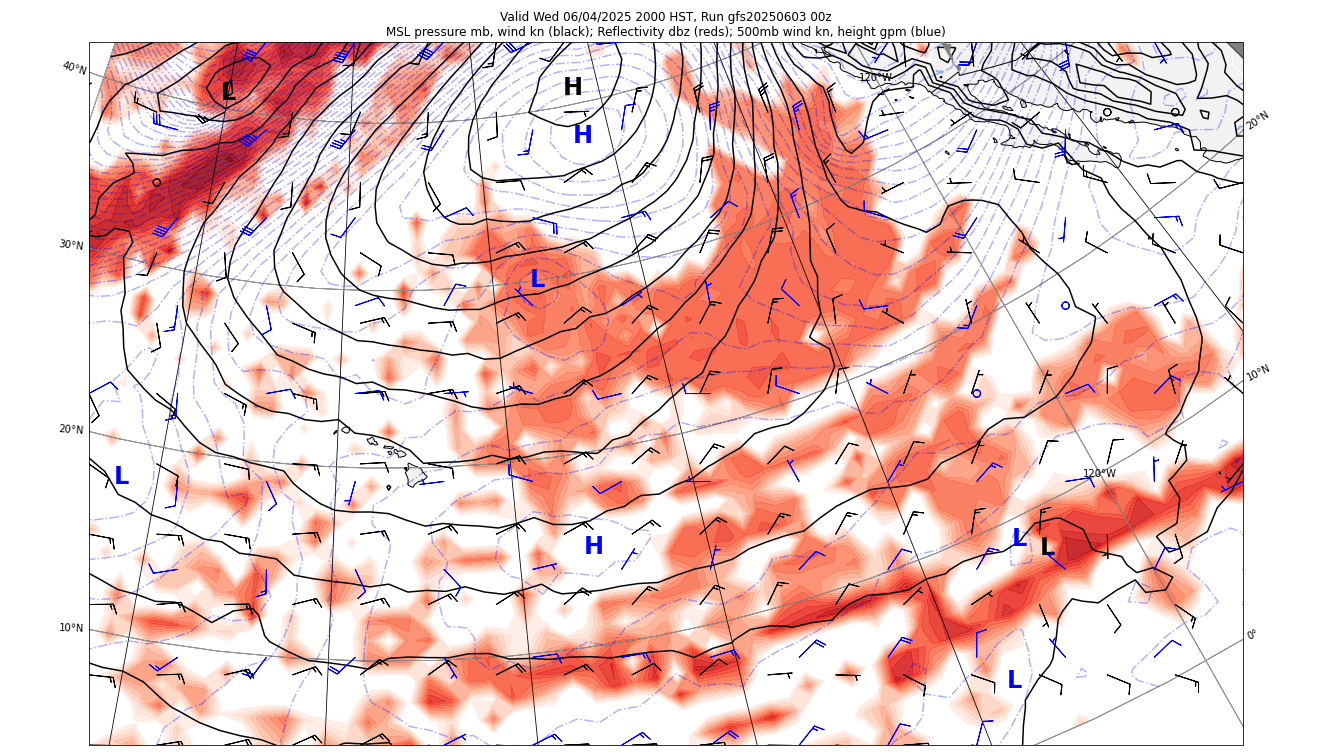 Valid Wed 06/04/2025 2000 HST, Run gfs20250603 00z
MSL pressure mb, wind kn (black); Reflectivity dbz (reds); 500mb wind kn, height gpm (blue)
40°N
120°W
20°N
L
H
H
30°N
L
10°N
20°N
L
120°W
H
L
L
10°N
0°
L